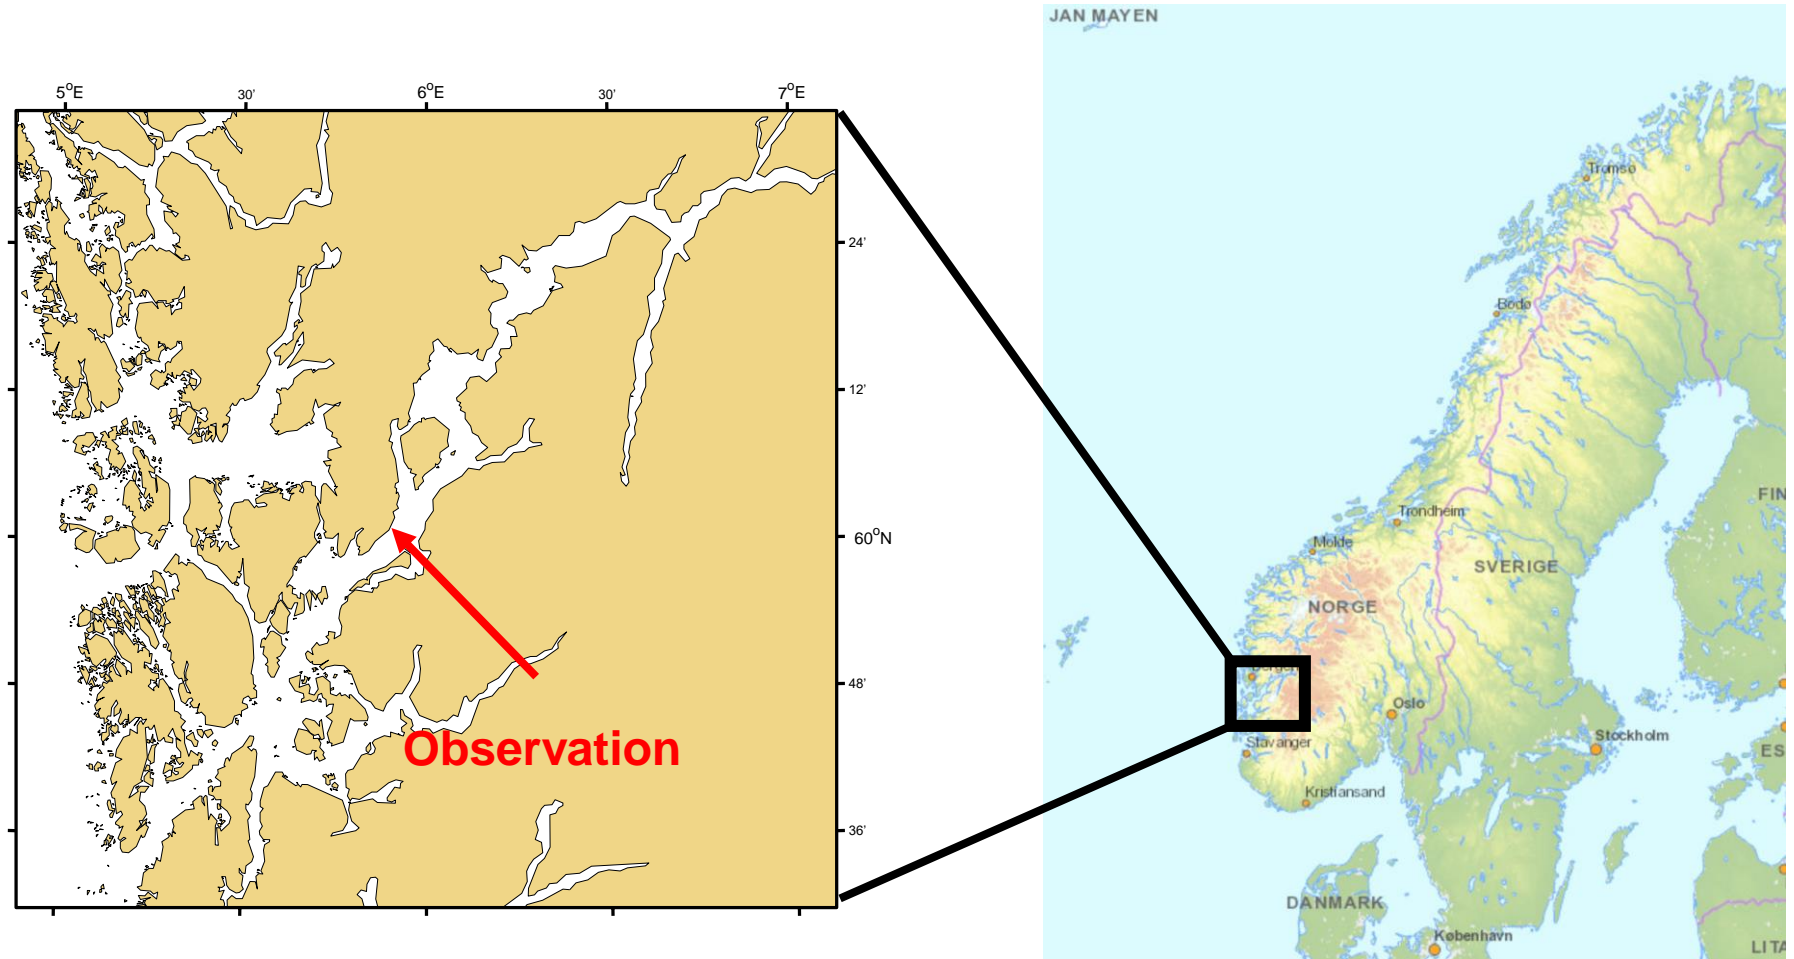 5°E
30'
6°E
30'
7°E
24'
12'
60°N
48'
36'
Observation
JAN MAYEN
Tromsø
Bodø
Trondheim
Molde
FIN
SVERIGE
NORGE
Oslo
Stavanger
Stockholm
ES
Kristiansand
DANMARK
København
LITA